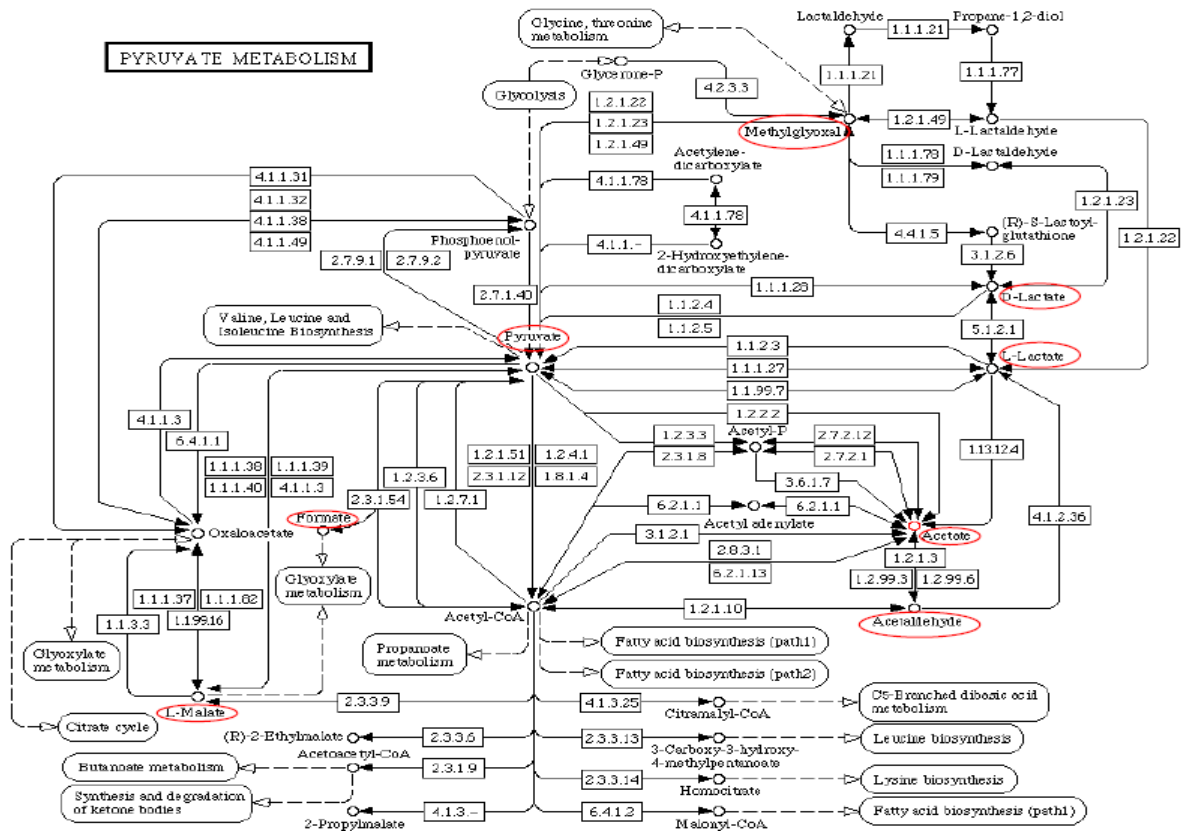 PYRUVATE METABOLISM
Glycine, threonine
metabolism
Lactaldehyde
Propane-1,2-diol
1.1.1.21
Glycerone-P
Glycolysis
4.2.3.3
1.1.1.21
1.1.1.77
1.2.1.22
1.2.1.23
1.2.1.49
Methylglyoxal
1.2.1.49
L-Lactaldehyde
D-Lactaldehyde
1.1.1.78
1.1.1.79
Acetylene-
dicarboxylate
4.1.1.78
4.1.1.78
4.1.1.-
2-Hydroxyethylene-
dicarboxylate
4.1.1.31
4.1.1.32
4.1.1.38
4.1.1.49
Phosphoenol-
pyruvate
2.7.9.1
2.7.9.2
2.7.1.40
1.2.1.23
(R)-S-Lactoyl-
glutathione
4.4.1.5
3.1.2.6
1.2.1.22
1.1.1.28
D-Lactate
1.1.2.4
1.1.2.5
5.1.2.1
Valine, Leucine and
Isoleucine Biosynthesis
Pyruvate
1.1.2.3
1.1.1.27
1.1.99.7
L-Lactate
1.2.2.2
Acetyl-P
4.1.1.3
6.4.1.1
1.1.1.38
1.1.1.39
1.1.1.40
4.1.1.3
2.3.1.54
1.2.3.6
1.2.7.1
1.2.1.51
1.2.4.1
2.3.1.12
1.8.1.4
1.2.3.3
2.3.1.8
2.7.2.12
2.7.2.1
3.6.1.7
1.13.12.4
6.2.1.1
6.2.1.1
Acetyl adenylate
4.1.2.36
Formate
Oxaloacetate
3.1.2.1
2.8.3.1
6.2.1.13
Acetate
1.2.1.3
1.2.99.3
1.2.99.6
Glyoxylate
metabolism
1.1.1.37
1.1.1.82
1.1.3.3
1.1.99.16
Acetyl-CoA
1.2.1.10
Acetaldehyde
Glyoxylate
metabolism
Propanoate
metabolism
Fatty acid biosynthesis (path1)
Fatty acid biosynthesis (path2)
L-Malate
Citrate cycle
2.3.3.9
4.1.3.25
Citramalyl-CoA
C5-Branched dibasic acid
metabolism
(R)-2-Ethylmalate
2.3.3.6
2.3.3.13
3-Carboxy-3-hydroxy-
4-methylpentanoate
Leucine biosynthesis
Acetoacetyl-CoA
Butanoate metabolism
2.3.1.9
2.3.3.14
Homocitrate
Lysine biosynthesis
Synthesis and degradation
of ketone bodies
4.1.3.-
2-Propylmalate
6.4.1.2
Malonyl-CoA
Fatty acid biosynthesis (path1)